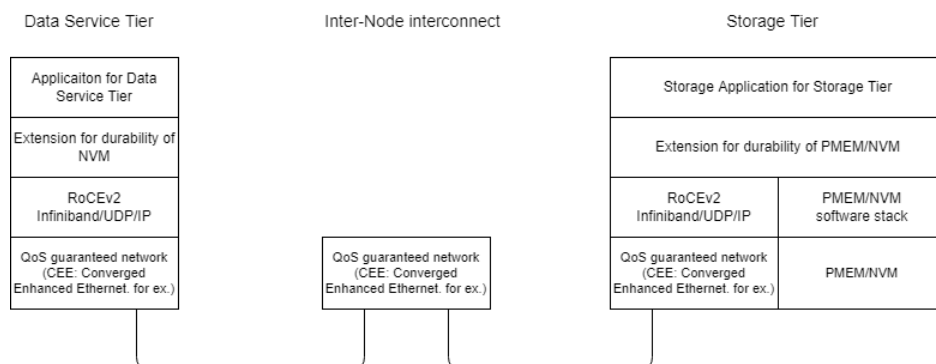 Data Service Tier
Inter-Node interconnect
Storage Tier
Applicaiton for Data
Service Tier
Extension for durability of
NVM
RoCEv2
Infiniband/UDP/IP
QoS guaranteed network
(CEE: Converged
Enhanced Ethernet. for ex.)
QoS guaranteed network
(CEE: Converged
Enhanced Ethernet. for ex.)
Storage Application for Storage Tier
Extension for durability of PMEM/NVM
RoCEv2
Infiniband/UDP/IP
PMEM/NVM
software stack
QoS guaranteed network
(CEE: Converged
Enhanced Ethernet. for ex.)
PMEM/NVM